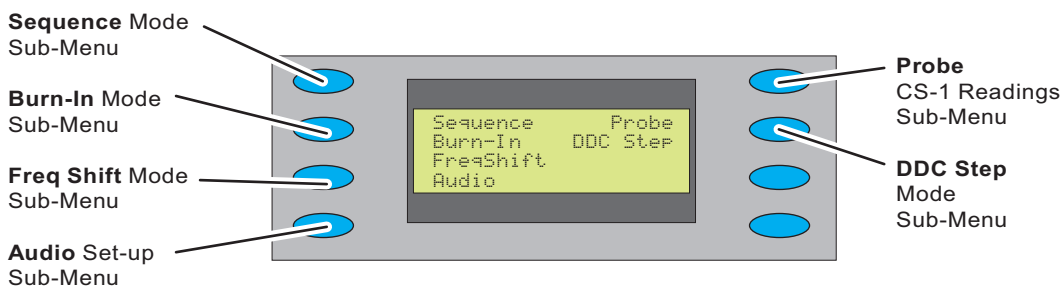 Sequence Mode
Sub-Menu
Burn-In Mode
Sub-Menu
Freq Shift Mode
Sub-Menu
Audio Set-up
Sub-Menu
Sequence Probe
Burn-In DDC Step
FreqShift
Audio
Probe
CS-1 Readings
Sub-Menu
DDC Step
Mode
Sub-Menu